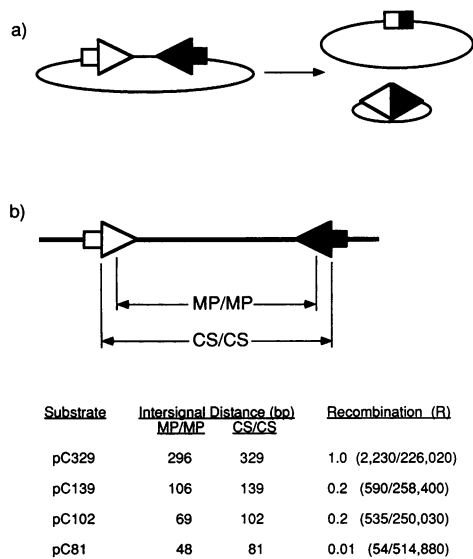 a)
b)
MP/MP
CS/CS
Substrate Intersignal Distance (bp) Recombination (R)
MP/MP CS/CS
pC329 296 329 1.0 (2,230/226,020)
pC139 106 139 0.2 (590/258,400)
pC102 69 102 0.2 (535/250,030)
pC81 48 81 0.01 (54/514,880)